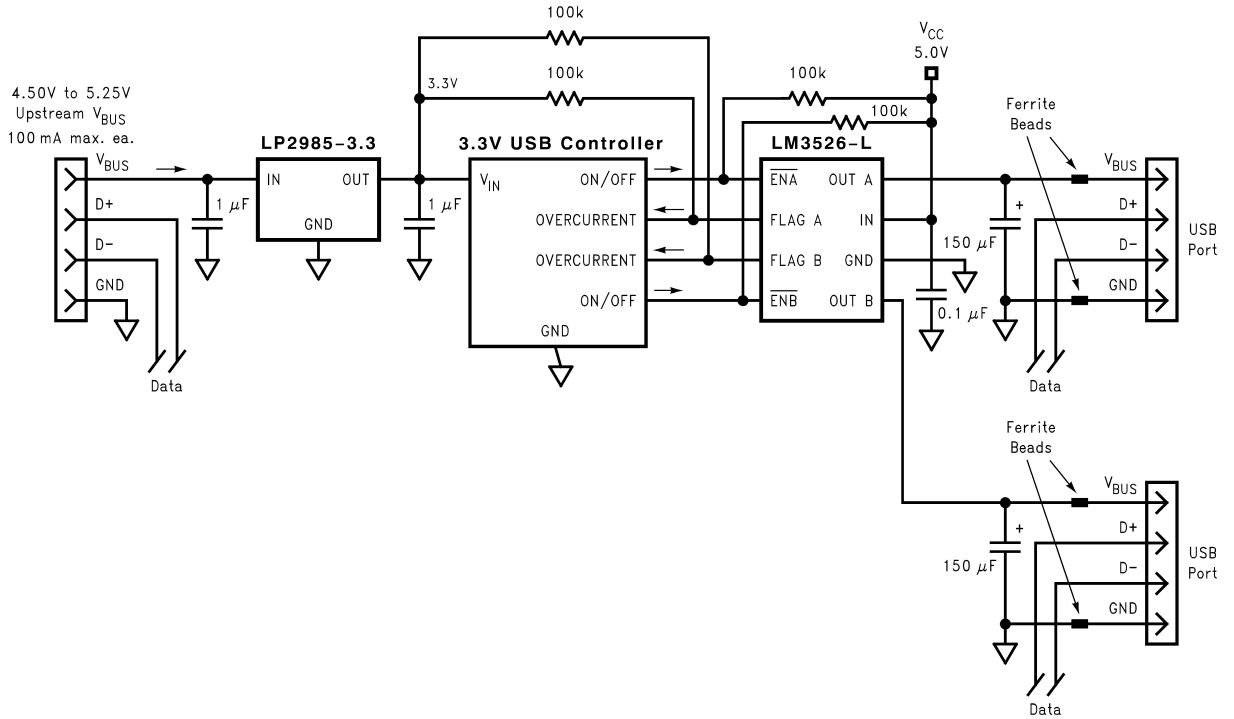 100k
100k
3.3V
V_CC
5.0V
100k
100k
4.50V to 5.25V
Upstream V_BUS
100 mA max. ea.
V_BUS
D+
D-
GND
Data
1 μF
LP2985-3.3
IN
OUT
GND
1 μF
3.3V USB Controller
V_IN
ON/OFF
OVERCURRENT
OVERCURRENT
ON/OFF
GND
LM3526-L
E̅N̅A̅
OUT A
FLAG A
IN
FLAG B
GND
E̅N̅B̅
OUT B
0.1 μF
Ferrite
Beads
+
150 μF
V_BUS
D+
D-
GND
USB
Port
Data
Ferrite
Beads
+
150 μF
V_BUS
D+
D-
GND
USB
Port
Data